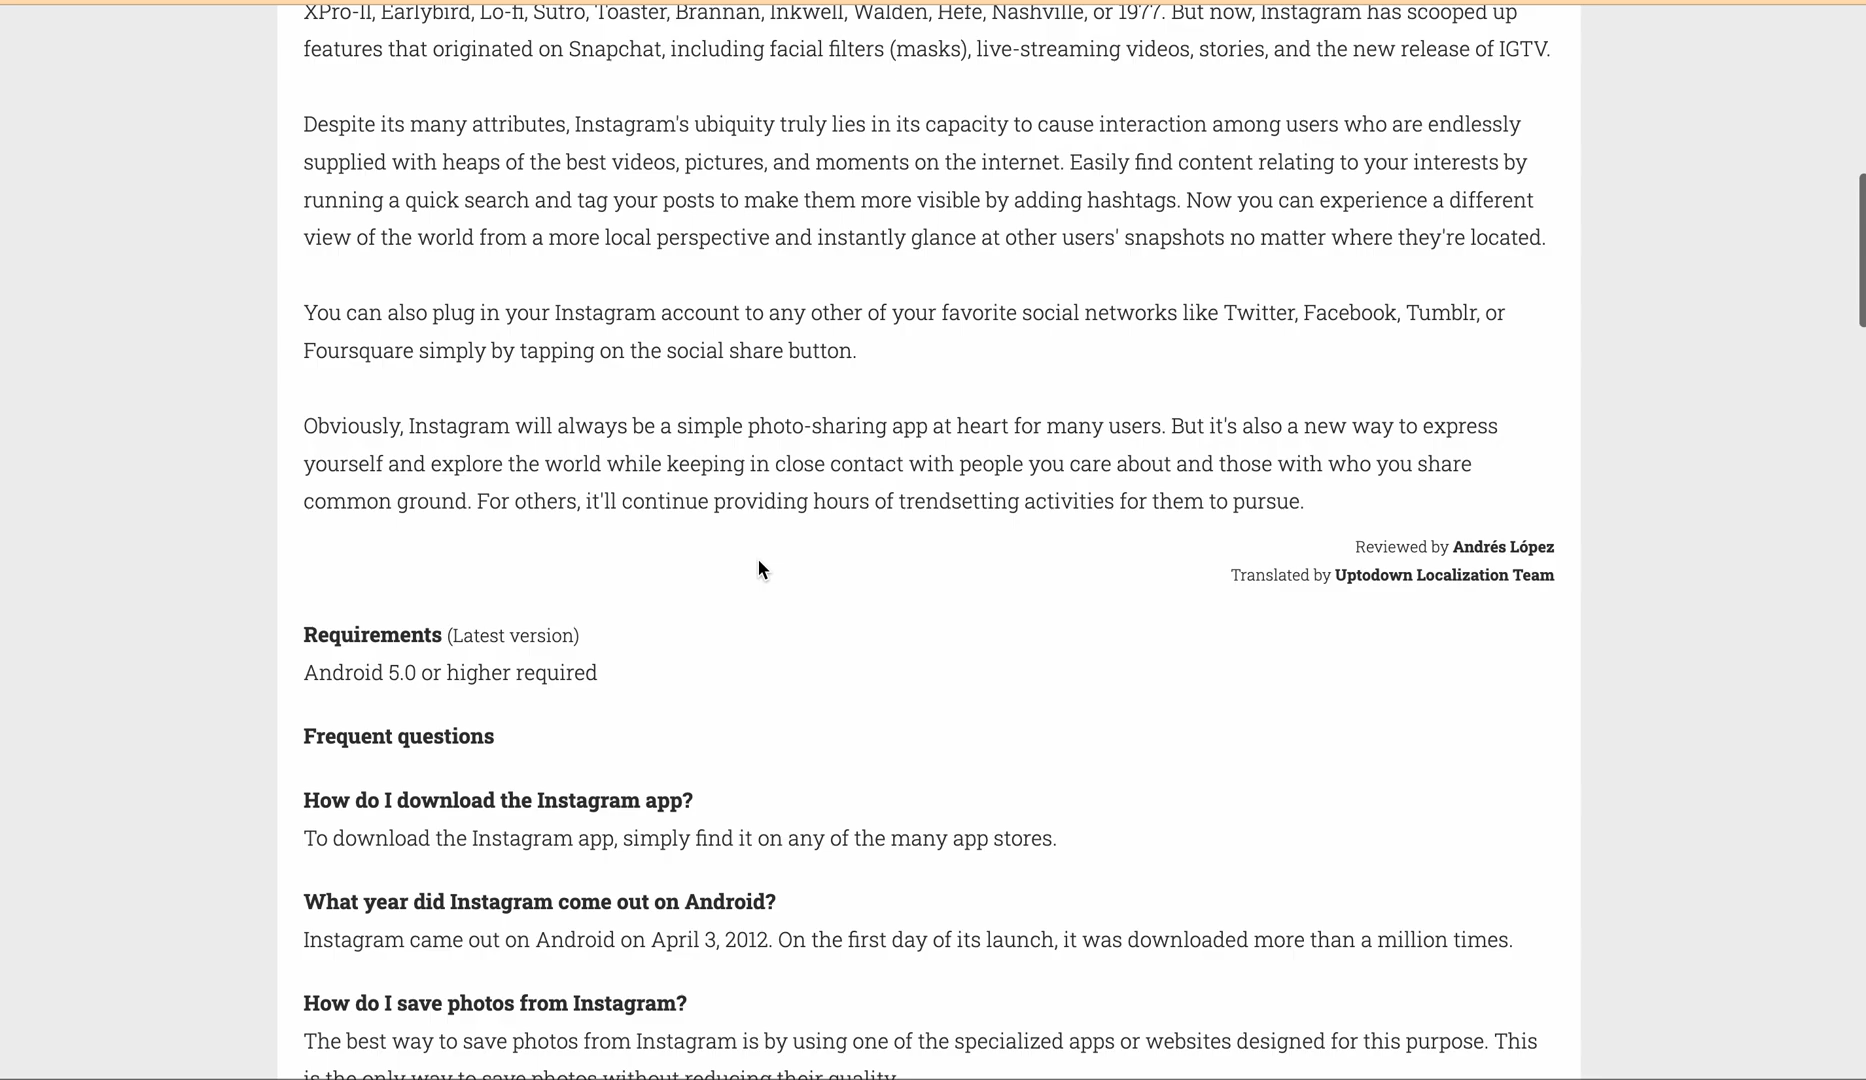 XPro-II, Earlybird, Lo-fi, Sutro, Toaster, Brannan, Inkwell, Walden, Hefe, Nashville, or 1977. But now, Instagram has scooped up
features that originated on Snapchat, including facial filters (masks), live-streaming videos, stories, and the new release of IGTV.
Despite its many attributes, Instagram's ubiquity truly lies in its capacity to cause interaction among users who are endlessly
supplied with heaps of the best videos, pictures, and moments on the internet. Easily find content relating to your interests by
running a quick search and tag your posts to make them more visible by adding hashtags. Now you can experience a different
view of the world from a more local perspective and instantly glance at other users' snapshots no matter where they're located.
You can also plug in your Instagram account to any other of your favorite social networks like Twitter, Facebook, Tumblr, or
Foursquare simply by tapping on the social share button.
Obviously, Instagram will always be a simple photo-sharing app at heart for many users. But it's also a new way to express
yourself and explore the world while keeping in close contact with people you care about and those with who you share
common ground. For others, it'll continue providing hours of trendsetting activities for them to pursue.
Reviewed by Andrés López
Translated by Uptodown Localization Team
Requirements (Latest version)
Android 5.0 or higher required
Frequent questions
How do I download the Instagram app?
To download the Instagram app, simply find it on any of the many app stores.
What year did Instagram come out on Android?
Instagram came out on Android on April 3, 2012. On the first day of its launch, it was downloaded more than a million times.
How do I save photos from Instagram?
The best way to save photos from Instagram is by using one of the specialized apps or websites designed for this purpose. This
is the only way to save photos without reducing their quality.